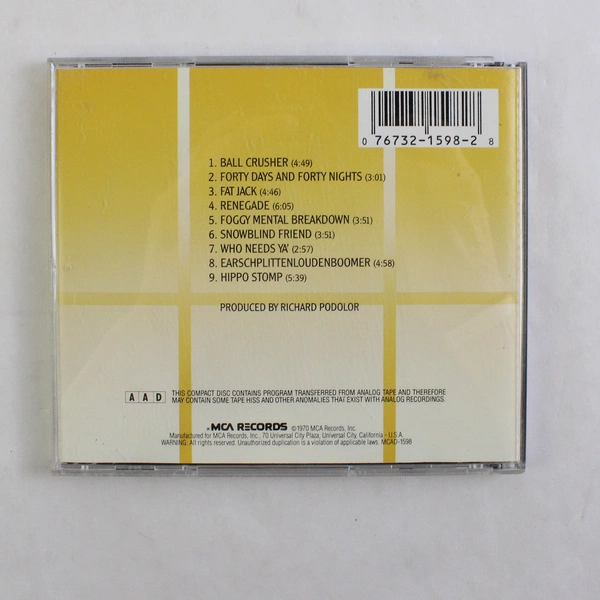 0 76732-1598-2 8
1. BALL CRUSHER (4:49)
2. FORTY DAYS AND FORTY NIGHTS (3:01)
3. FAT JACK (4:46)
4. RENEGADE (6:05)
5. FOGGY MENTAL BREAKDOWN (3:51)
6. SNOWBLIND FRIEND (3:51)
7. WHO NEEDS YA' (2:57)
8. EARSCHPLITTENLOUDENBOOMER (4:58)
9. HIPPO STOMP (5:39)
PRODUCED BY RICHARD PODOLOR
A A D THIS COMPACT DISC CONTAINS PROGRAM TRANSFERRED FROM ANALOG TAPE AND THEREFORE
MAY CONTAIN SOME TAPE HISS AND OTHER ANOMALIES THAT EXIST WITH ANALOG RECORDINGS.
MCA RECORDS ©1970 MCA Records, Inc.
Manufactured for MCA Records, Inc., 70 Universal City Plaza, Universal City, California - U.S.A.
WARNING: All rights reserved. Unauthorized duplication is a violation of applicable laws. MCAD-1598